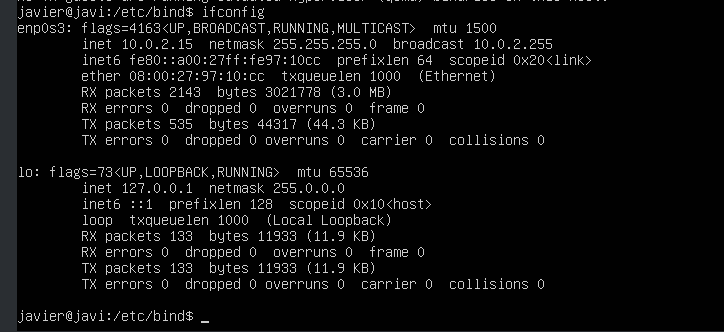 javier@javi:/etc/bind$ ifconfig
enp0s3: flags=4163<UP,BROADCAST,RUNNING,MULTICAST>  mtu 1500
        inet 10.0.2.15  netmask 255.255.255.0  broadcast 10.0.2.255
        inet6 fe80::a00:27ff:fe97:10cc  prefixlen 64  scopeid 0x20<link>
        ether 08:00:27:97:10:cc  txqueuelen 1000  (Ethernet)
        RX packets 2143  bytes 3021778 (3.0 MB)
        RX errors 0  dropped 0  overruns 0  frame 0
        TX packets 535  bytes 44317 (44.3 KB)
        TX errors 0  dropped 0 overruns 0  carrier 0  collisions 0

lo: flags=73<UP,LOOPBACK,RUNNING>  mtu 65536
        inet 127.0.0.1  netmask 255.0.0.0
        inet6 ::1  prefixlen 128  scopeid 0x10<host>
        loop  txqueuelen 1000  (Local Loopback)
        RX packets 133  bytes 11933 (11.9 KB)
        RX errors 0  dropped 0  overruns 0  frame 0
        TX packets 133  bytes 11933 (11.9 KB)
        TX errors 0  dropped 0 overruns 0  carrier 0  collisions 0

javier@javi:/etc/bind$ _